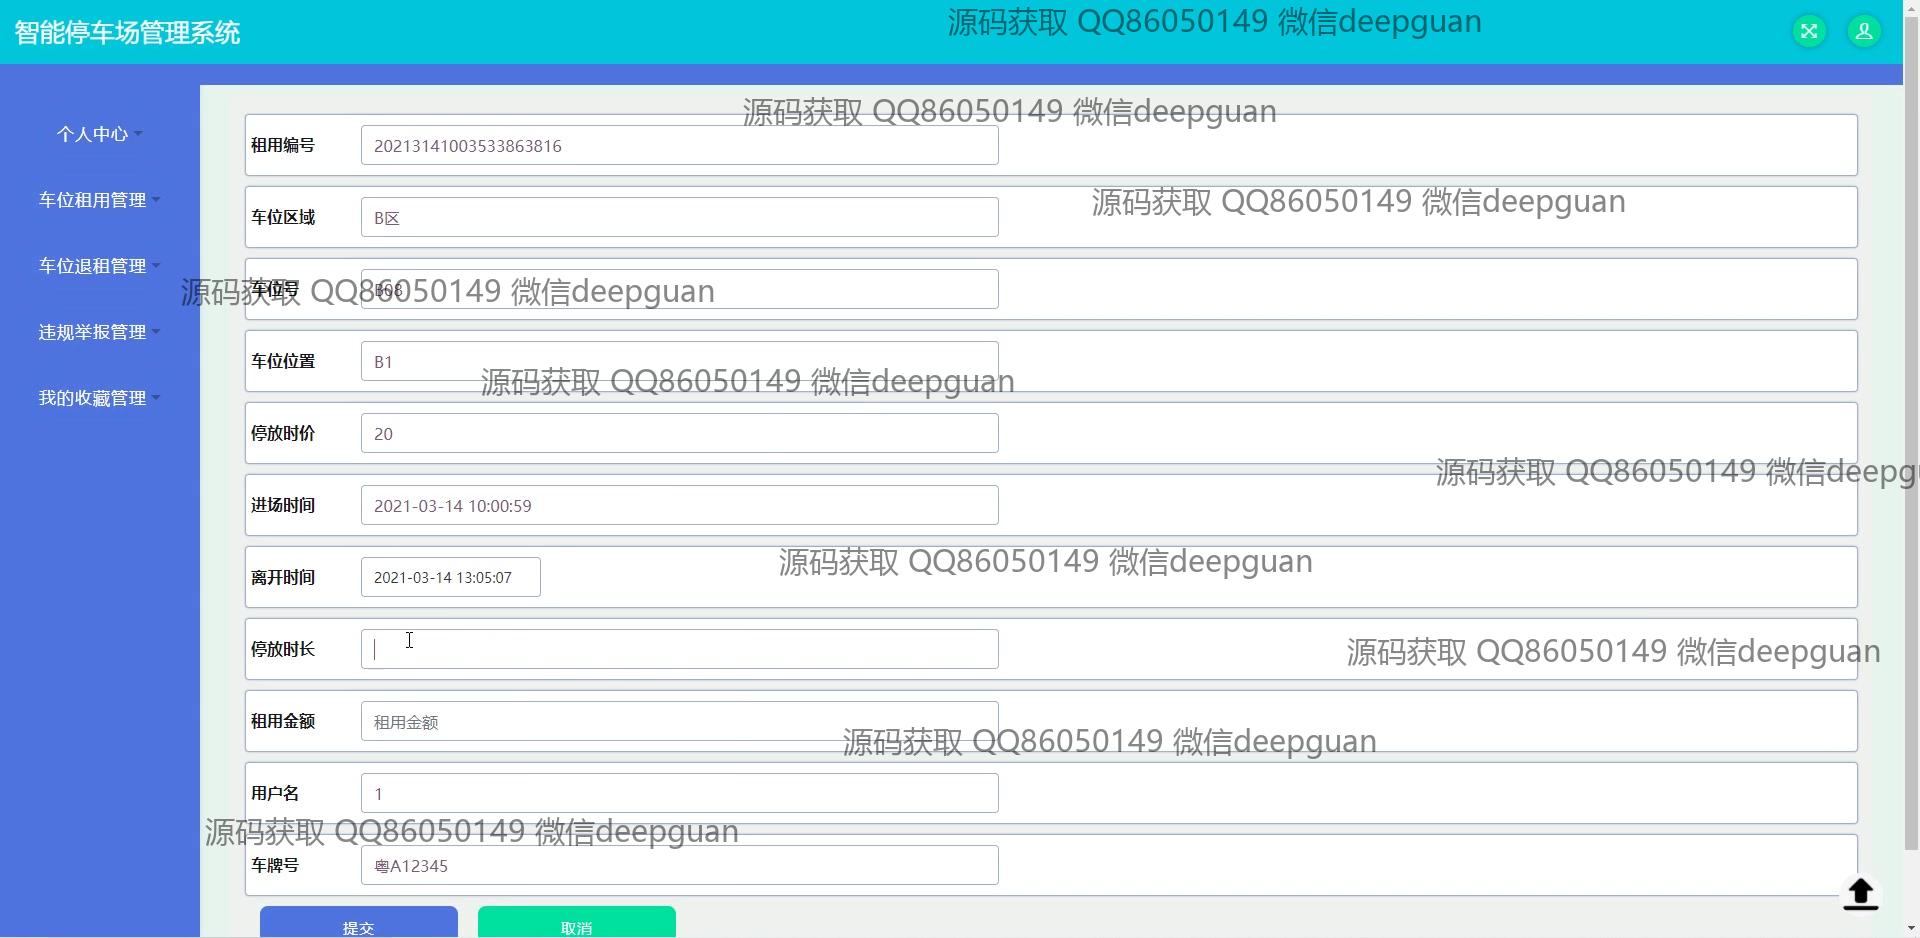 智能停车场管理系统
源码获取 QQ86050149 微信deepguan
源码获取 QQ86050149 微信deepguan
个人中心
租用编号 20213141003533863816
车位租用管理
源码获取 QQ86050149 微信deepguan
车位区域 B区
车位退租管理
源码获取 QQ86050149 微信deepguan
车位号 B08
违规举报管理
车位位置 B1
源码获取 QQ86050149 微信deepguan
我的收藏管理
停放时价 20
源码获取 QQ86050149 微信deepgu
进场时间 2021-03-14 10:00:59
源码获取 QQ86050149 微信deepguan
离开时间 2021-03-14 13:05:07
停放时长
源码获取 QQ86050149 微信deepguan
租用金额 租用金额
源码获取 QQ86050149 微信deepguan
用户名 1
源码获取 QQ86050149 微信deepguan
车牌号 粤A12345
提交 取消